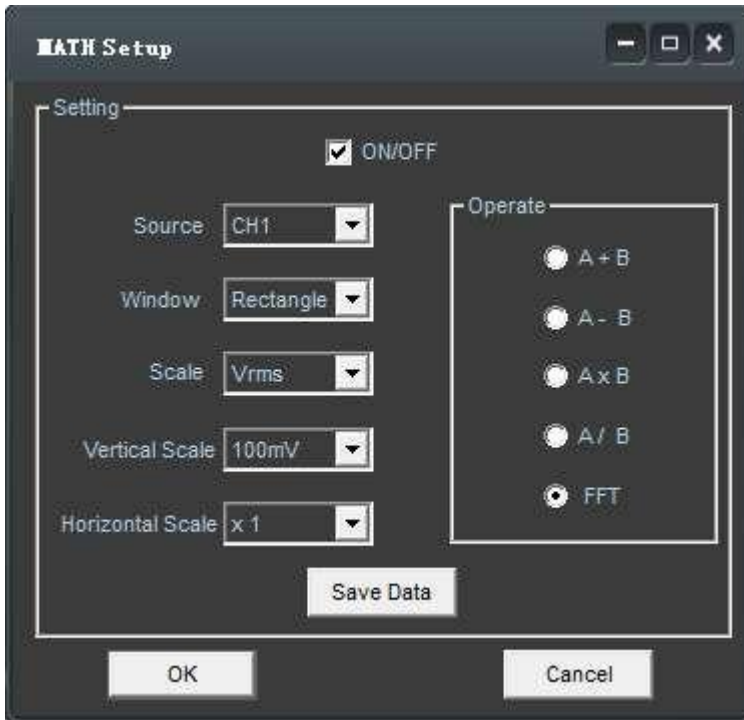 MATH Setup
Setting
ON/OFF
Source CH1
Window Rectangle
Scale Vrms
Vertical Scale 100mV
Horizontal Scale x 1
Operate
A + B
A - B
A x B
A / B
FFT
Save Data
OK Cancel